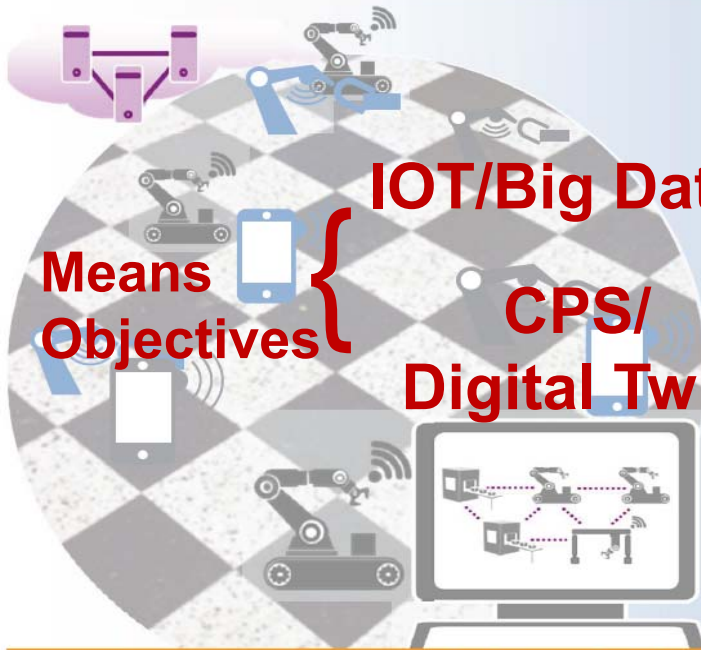 IOT/Big Dat
Means
Objectives
{
CPS/
Digital Tw